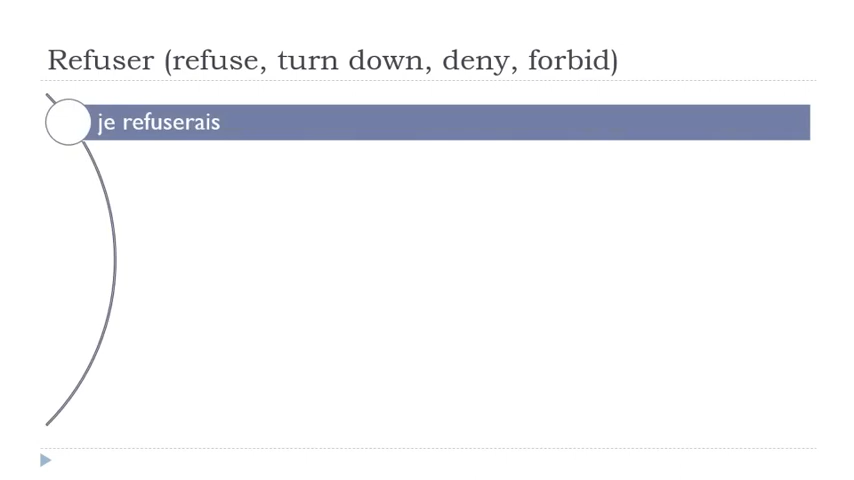 Refuser (refuse, turn down, deny, forbid)
je refuserais